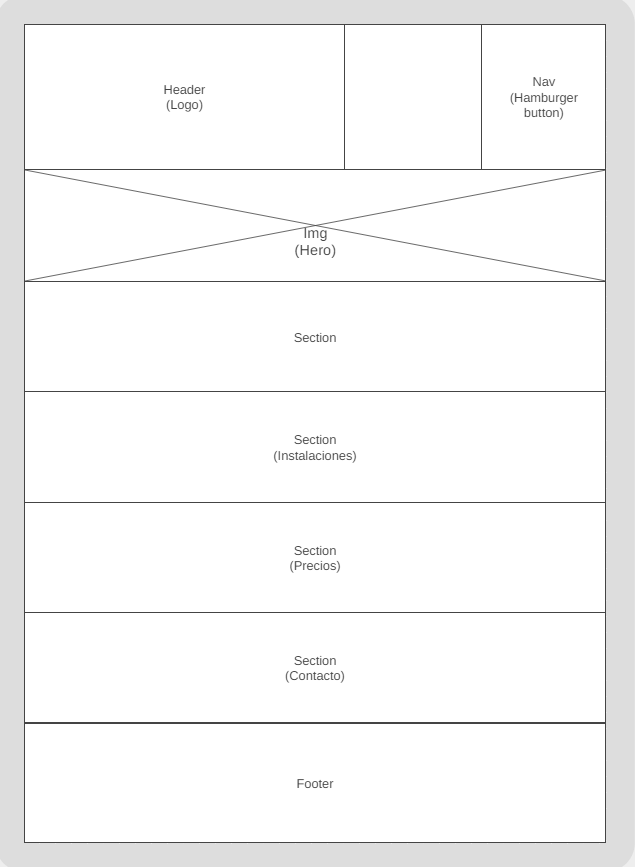 Header
(Logo)
Nav
(Hamburger
button)
Img
(Hero)
Section
Section
(Instalaciones)
Section
(Precios)
Section
(Contacto)
Footer